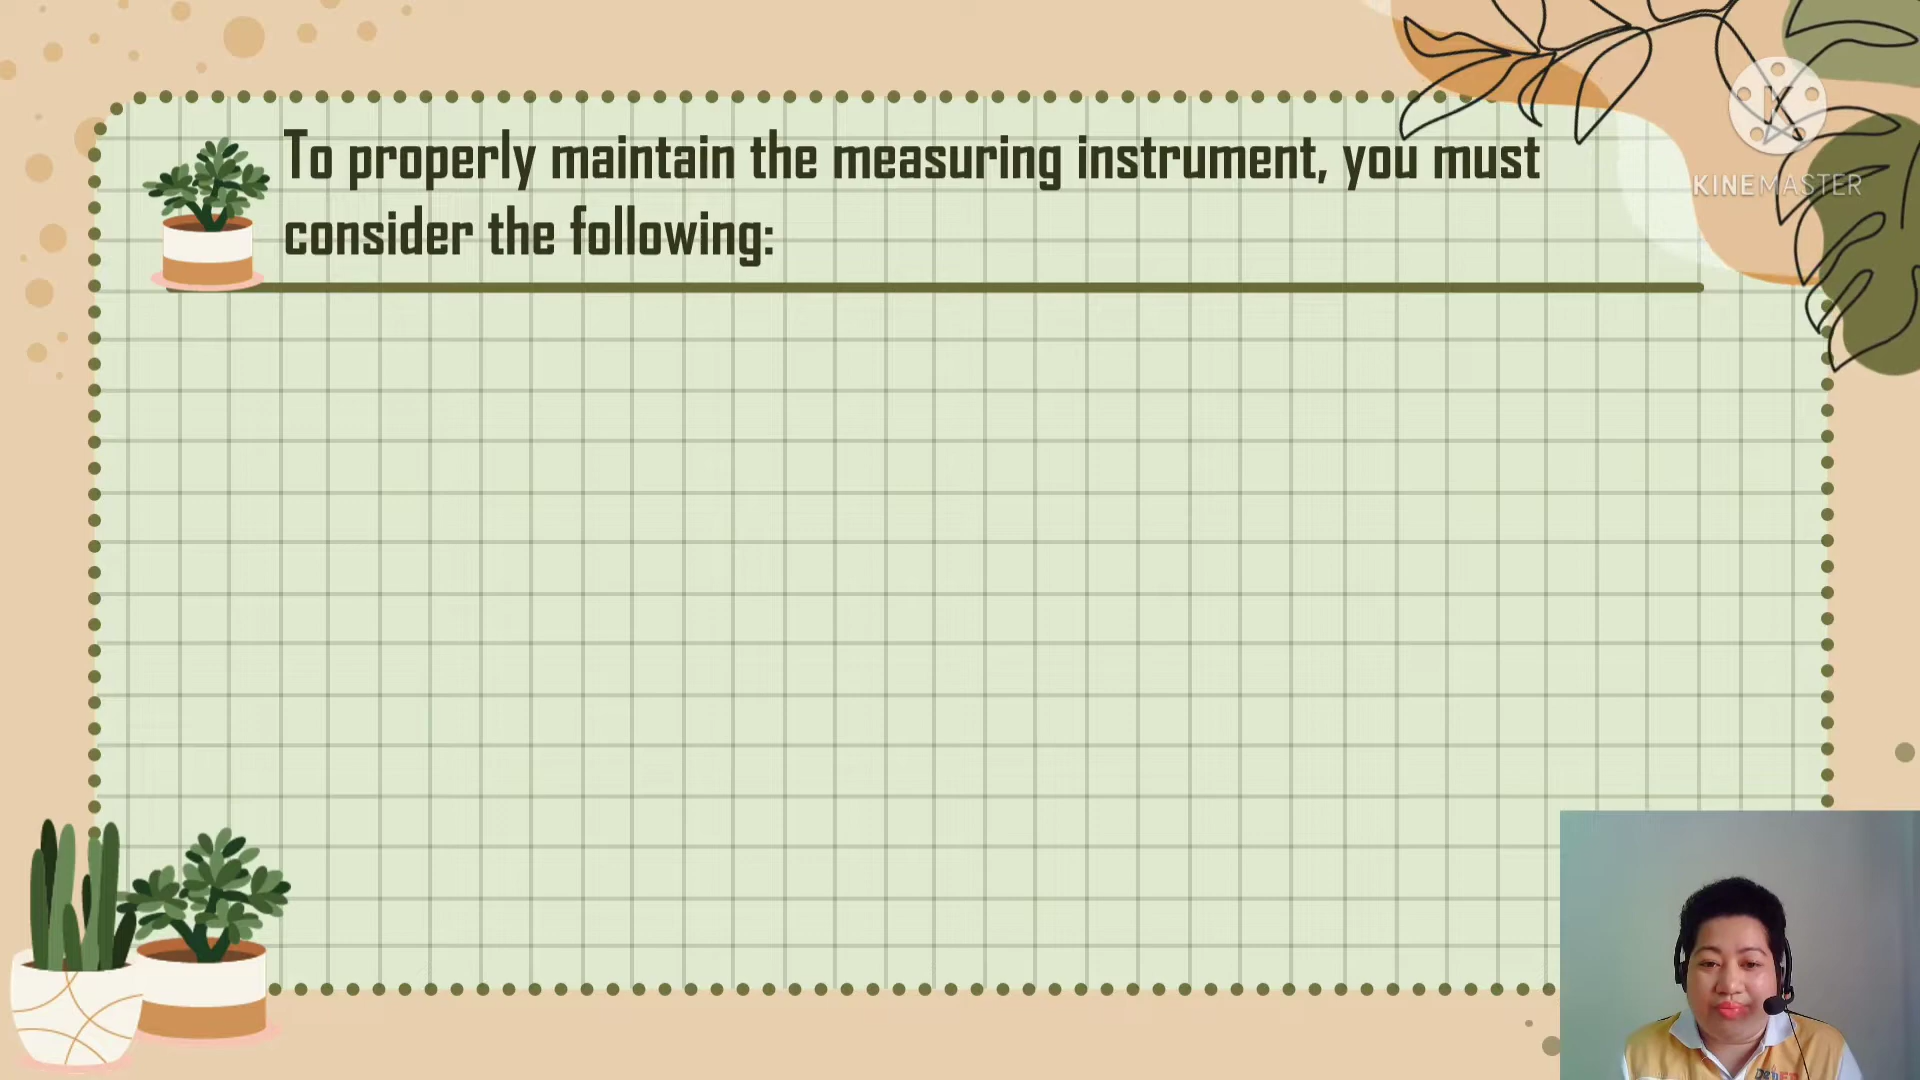 To properly maintain the measuring instrument, you must
consider the following:
KINEMASTER